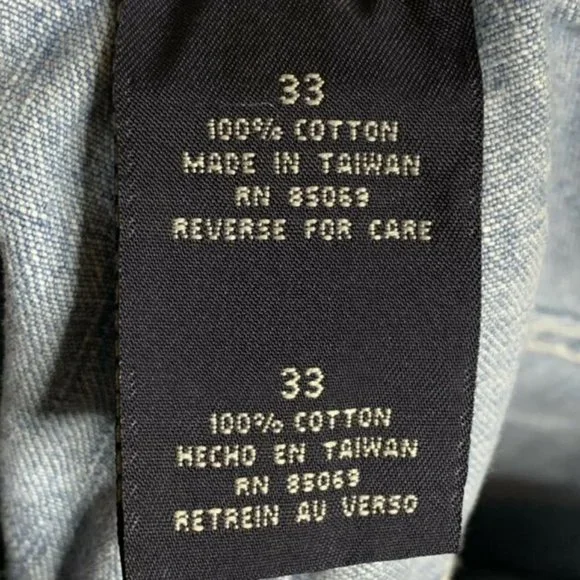 33
100% COTTON
MADE IN TAIWAN
RN 85069
REVERSE FOR CARE
33
100% COTTON
HECHO EN TAIWAN
RN 85069
RETREIN AU VERSO